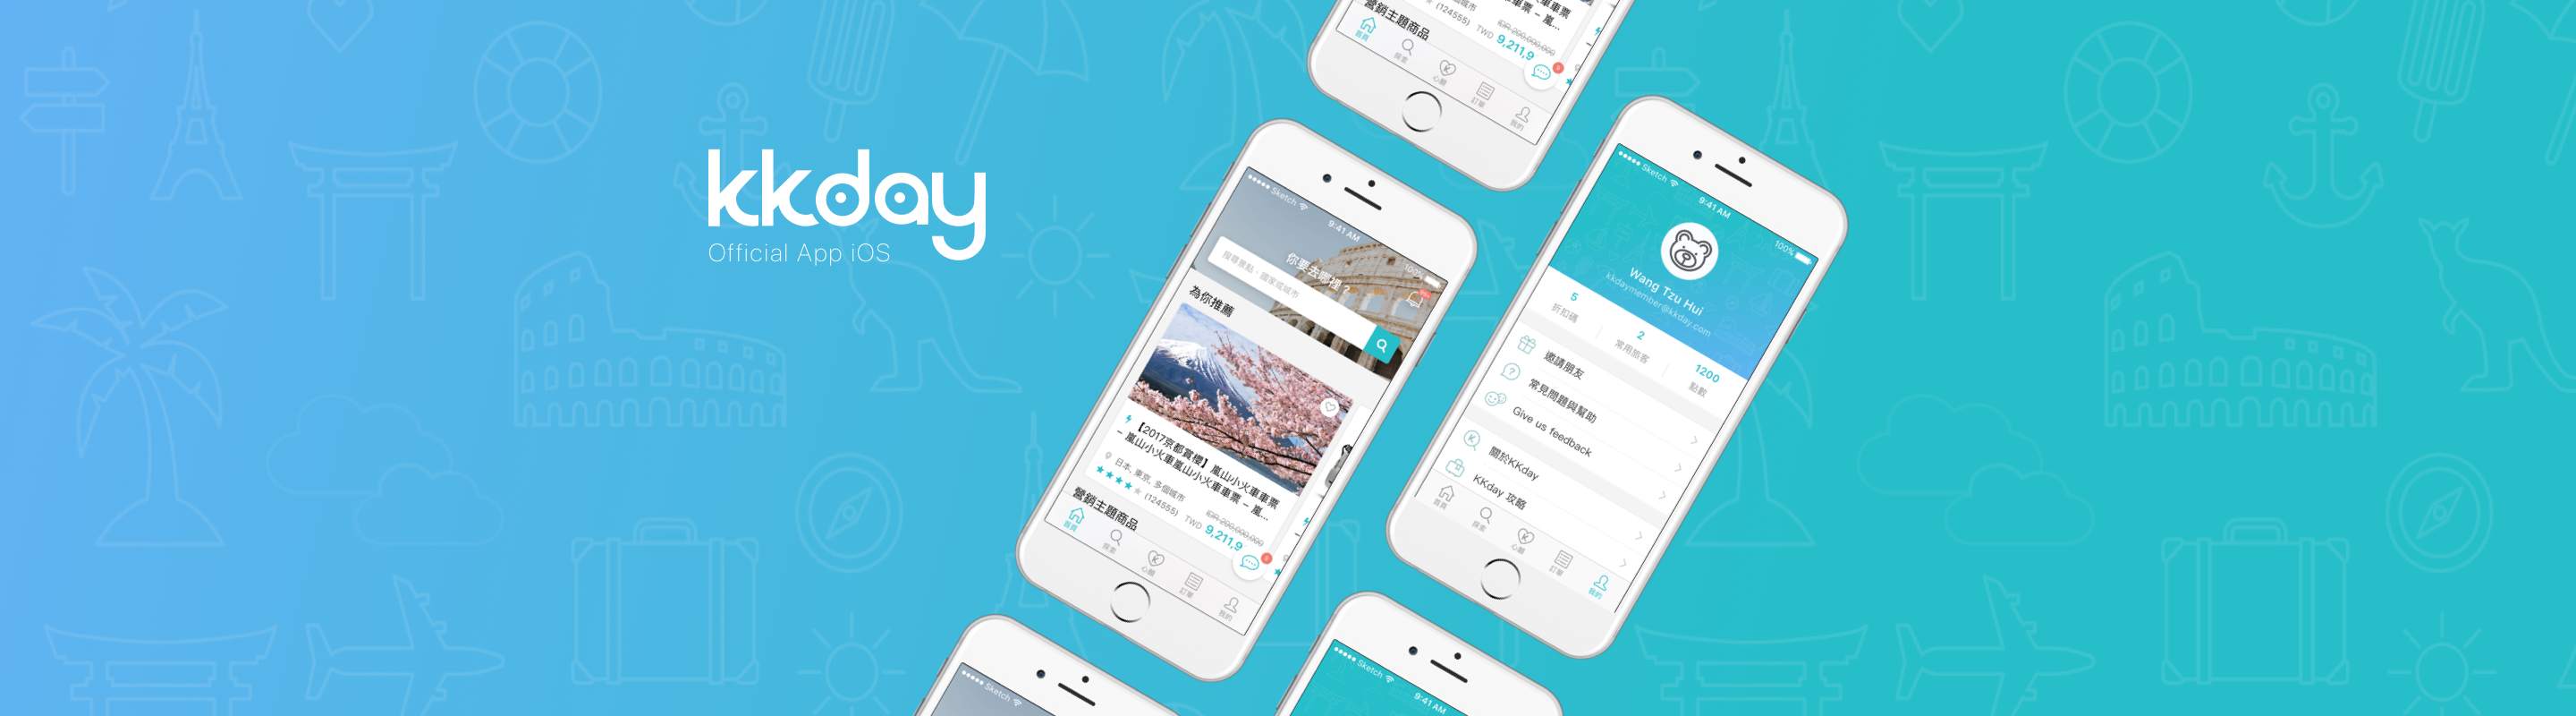 kkday
Official App iOS
營銷主題商品
(124555) TWD 9,211,9
首頁
探索
心願
訂單
我的
Sketch
9:41 AM
100%
你要去哪裡？
搜尋景點、國家或城市
為你推薦
【2017京都賞櫻】嵐山小火車車票
– 嵐山小火車嵐山小火車車票 – 嵐...
日本, 東京, 多個城市
IDR 200,000,000
(124555) TWD 9,211,9
營銷主題商品
首頁
探索
心願
訂單
我的
Sketch
9:41 AM
100%
Wang Tzu Hui
kkdaymember@kkday.com
5
折扣碼
2
常用旅客
1200
點數
邀請朋友
常見問題與幫助
Give us feedback
關於KKday
KKday 攻略
首頁
探索
心願
訂單
我的
Sketch
Sketch
9:41 AM